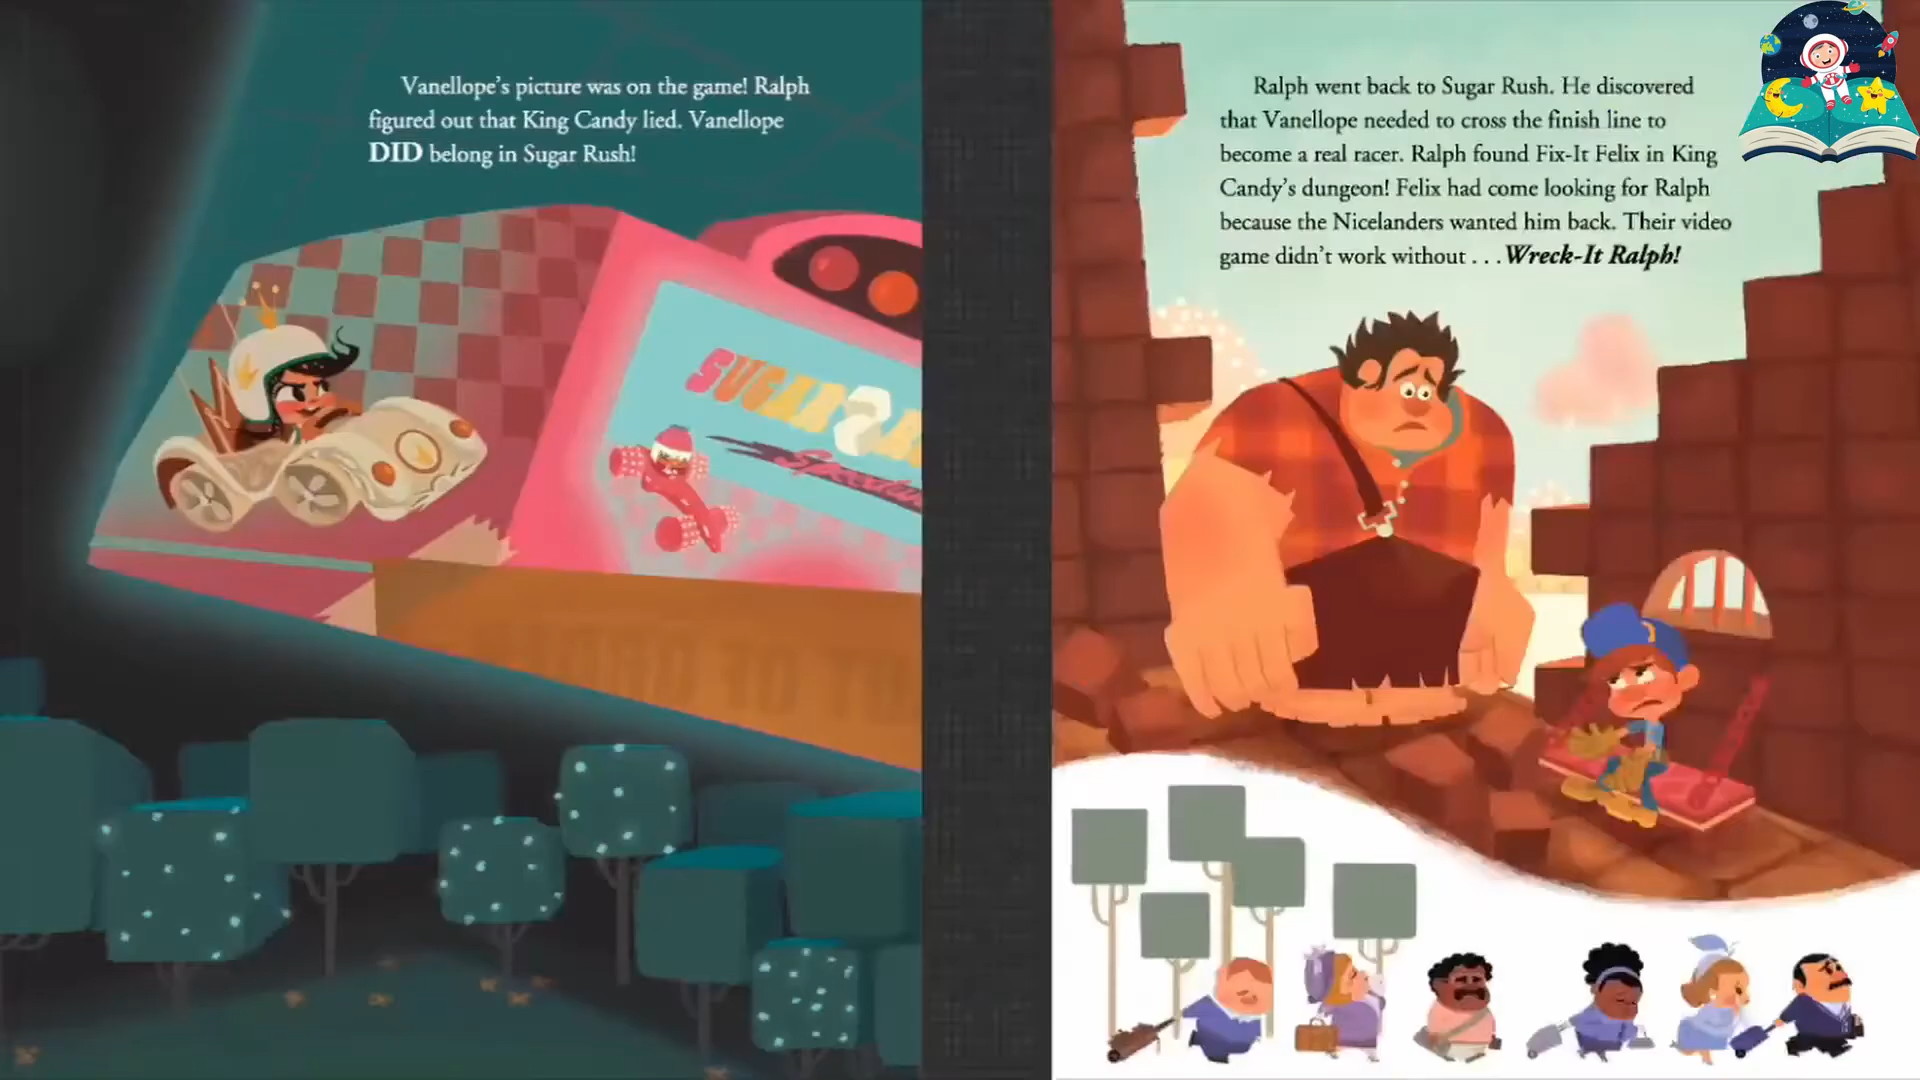 Vanellope's picture was on the game! Ralph
figured out that King Candy lied. Vanellope
DID belong in Sugar Rush!
SUGAR
Ralph went back to Sugar Rush. He discovered
that Vanellope needed to cross the finish line to
become a real racer. Ralph found Fix-It Felix in King
Candy's dungeon! Felix had come looking for Ralph
because the Nicelanders wanted him back. Their video
game didn't work without . . . Wreck-It Ralph!